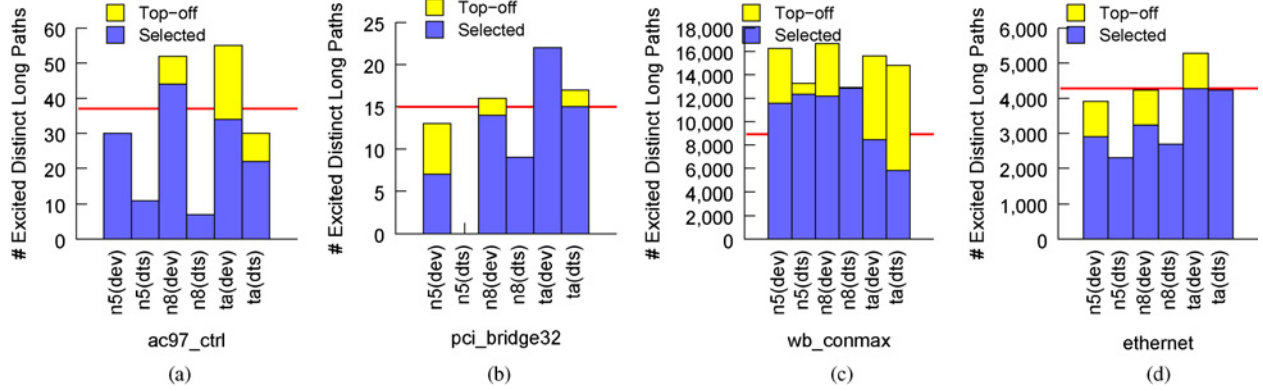 Top-off
Selected
# Excited Distinct Long Paths
60
50
40
30
20
10
0
n5(dev)
n5(dts)
n8(dev)
n8(dts)
ta(dev)
ta(dts)
ac97_ctrl
(a)
Top-off
Selected
# Excited Distinct Long Paths
25
20
15
10
5
0
n5(dev)
n5(dts)
n8(dev)
n8(dts)
ta(dev)
ta(dts)
pci_bridge32
(b)
Top-off
Selected
# Excited Distinct Long Paths
18,000
16,000
14,000
12,000
10,000
8,000
6,000
4,000
2,000
0
n5(dev)
n5(dts)
n8(dev)
n8(dts)
ta(dev)
ta(dts)
wb_conmax
(c)
Top-off
Selected
# Excited Distinct Long Paths
6,000
5,000
4,000
3,000
2,000
1,000
0
n5(dev)
n5(dts)
n8(dev)
n8(dts)
ta(dev)
ta(dts)
ethernet
(d)